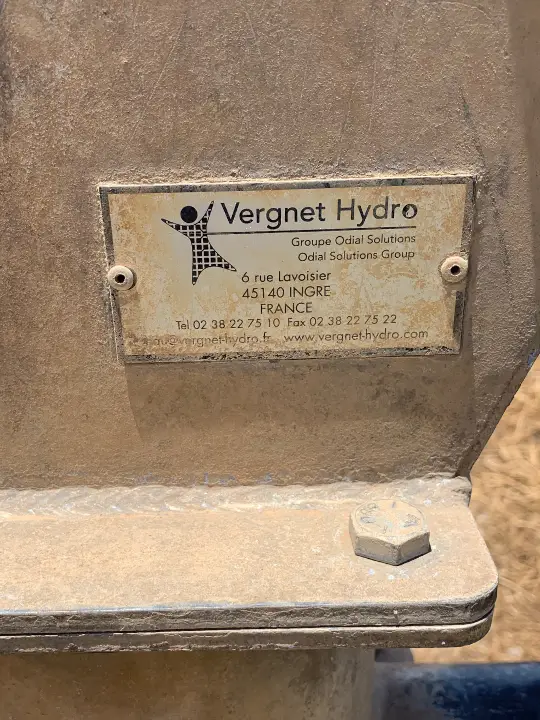 Vergnet Hydro
Groupe Odial Solutions
Odial Solutions Group
6 rue Lavoisier
45140 INGRE
FRANCE
Tel 02 38 22 75 10 Fax 02 38 22 75 22
www.vergnet-hydro.com